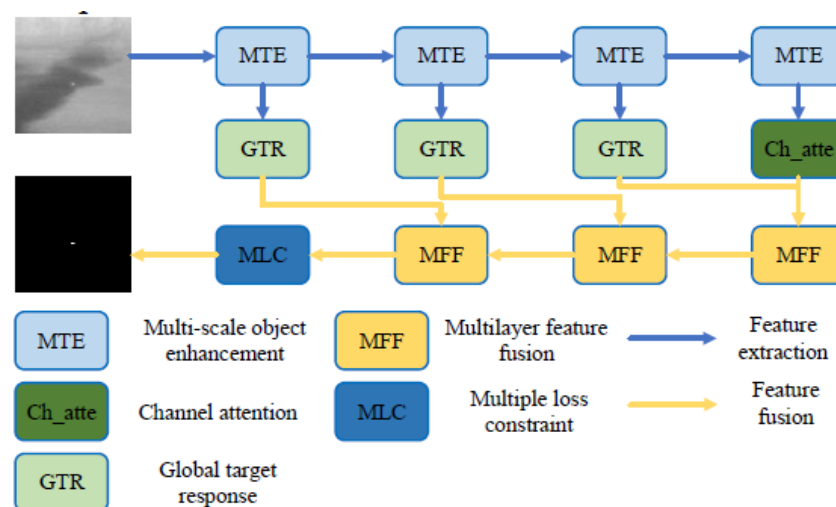 MTE MTE MTE MTE
GTR GTR GTR Ch_atte
MLC MFF MFF MFF
MTE
Multi-scale object
enhancement
MFF
Multilayer feature
fusion
Feature
extraction
Ch_atte
Channel attention
MLC
Multiple loss
constraint
Feature
fusion
GTR
Global target
response